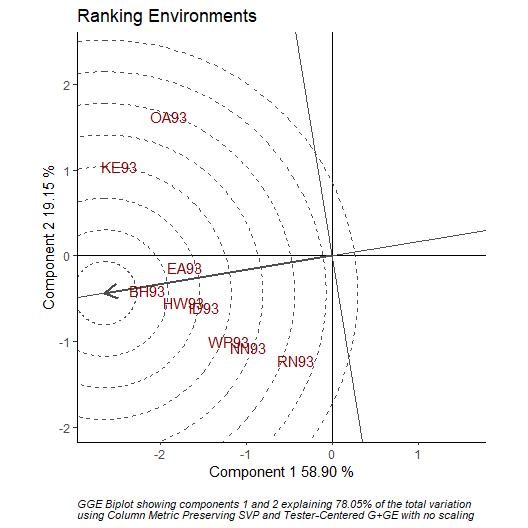 Ranking Environments
2
OA93
KE93
1
0
EA93
BH93
HW93
ID93
WP93
NN93
-1
RN93
-2
-2
-1
0
1
Component 2 19.15 %
Component 1 58.90 %
GGE Biplot showing components 1 and 2 explaining 78.05% of the total variation
using Column Metric Preserving SVP and Tester-Centered G+GE with no scaling